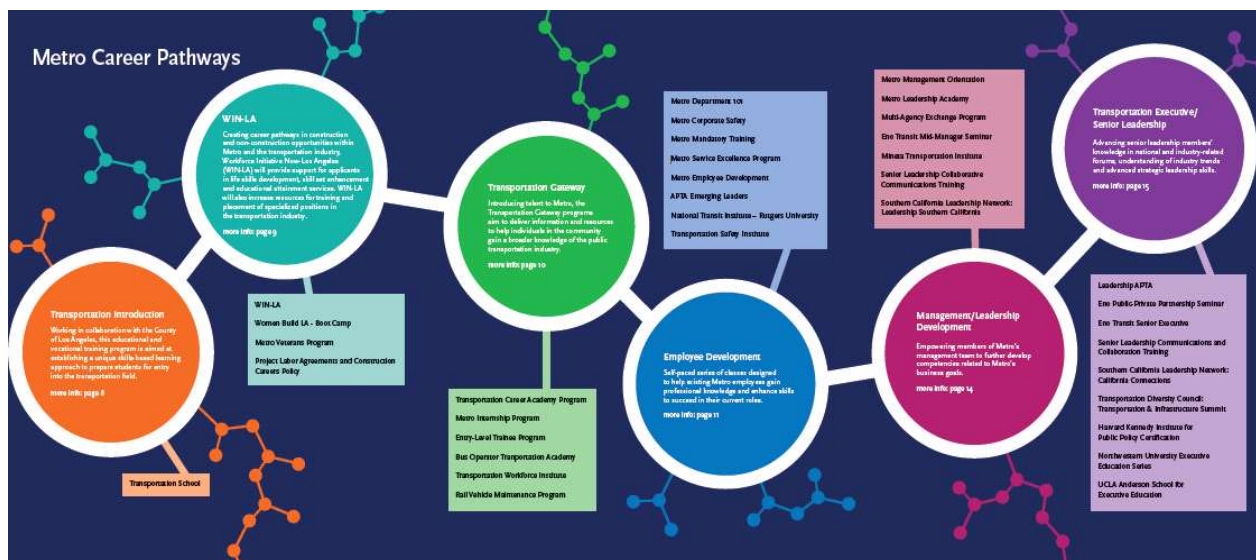 Metro Career Pathways
Transportation Introduction
Working in collaboration with the County
of Los Angeles, this educational and
vocational training program is aimed at
establishing a unique skills based learning
approach to prepare students for entry
into the transportation field.
more info: page 8
Transportation School
WIN-LA
Creating career pathways in construction
and non-construction opportunities within
Metro and the transportation industry,
Workforce Initiative Now-Los Angeles
(WIN-LA) will provide support for applicants
in life skills development, skill set enhancement
and educational attainment services. WIN-LA
will also increase resources for training and
placement of specialized positions in
the transportation industry.
more info: page 9
WIN-LA
Women Build LA - Boot Camp
Metro Veterans Program
Project Labor Agreements and Construction
Careers Policy
Transportation Gateway
Introducing talent to Metro, the
Transportation Gateway programs
aim to deliver information and resources
to help individuals in the community
gain a broader knowledge of the public
transportation industry.
more info: page 10
Transportation Career Academy Program
Metro Internship Program
Entry-Level Trainee Program
Bus Operator Tranportation Academy
Transportation Workforce Institute
Rail Vehicle Maintenance Program
Metro Department 101
Metro Corporate Safety
Metro Mandatory Training
Metro Service Excellence Program
Metro Employee Development
APTA Emerging Leaders
National Transit Institute – Rutgers University
Transportation Safety Institute
Employee Development
Self-paced series of classes designed
to help existing Metro employees gain
professional knowledge and enhance skills
to succeed in their current roles.
more info: page 11
Metro Management Orientation
Metro Leadership Academy
Multi-Agency Exchange Program
Eno Transit Mid-Manager Seminar
Mineta Transportation Institute
Senior Leadership Collaborative
Communications Training
Southern California Leadership Network:
Leadership Southern California
Management/Leadership
Development
Empowering members of Metro's
management team to further develop
competencies related to Metro's
business goals.
more info: page 14
Transportation Executive/
Senior Leadership
Advancing senior leadership members'
knowledge in national and industry-related
forums, understanding of industry trends
and advanced strategic leadership skills.
more info: page 15
Leadership APTA
Eno Public-Private Partnership Seminar
Eno Transit Senior Executive
Senior Leadership Communications and
Collaboration Training
Southern California Leadership Network:
California Connections
Transportation Diversity Council:
Transportation & Infrastructure Summit
Harvard Kennedy Institute for
Public Policy Certification
Northwestern University Executive
Education Series
UCLA Anderson School for
Executive Education